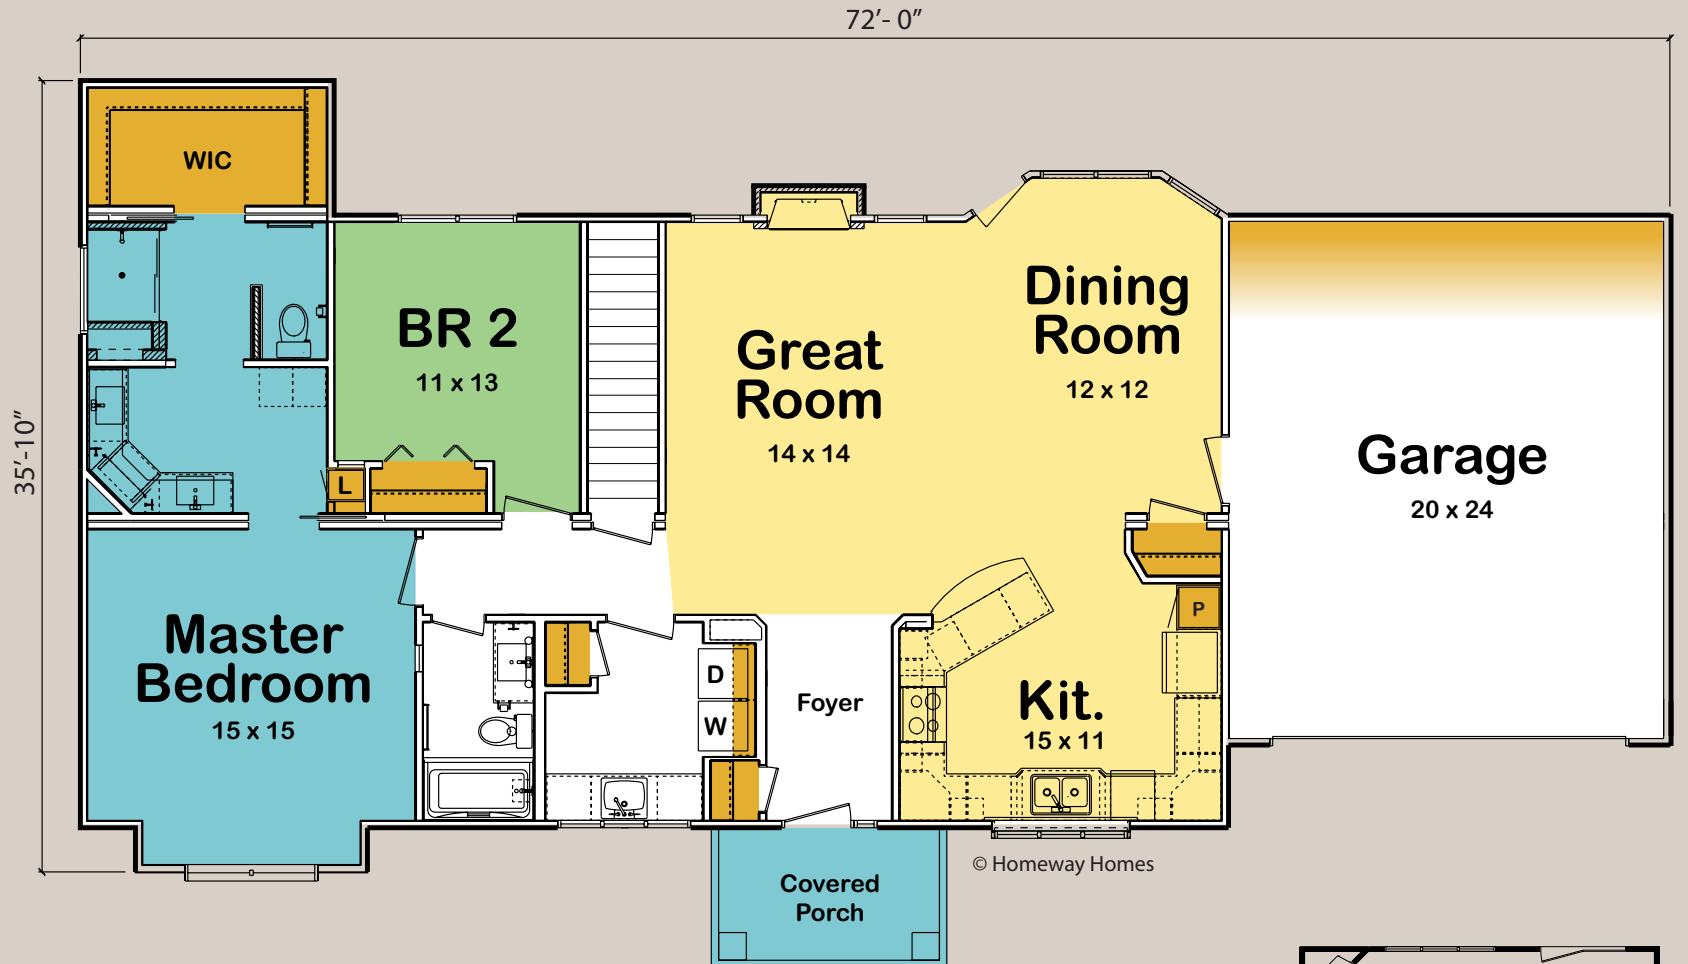 72’- 0”
35’-10”
WIC
BR 2
11 x 13
L
Great
Room
14 x 14
Dining
Room
12 x 12
Garage
20 x 24
Master
Bedroom
15 x 15
D
W
Foyer
P
Kit.
15 x 11
© Homeway Homes
Covered
Porch